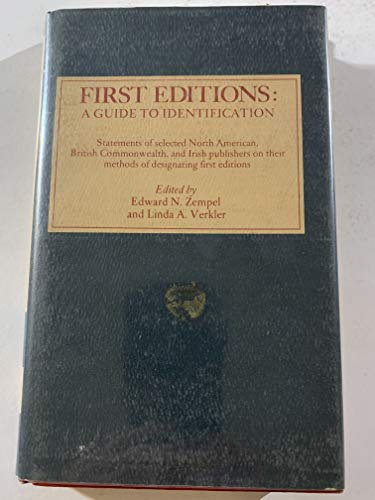 FIRST EDITIONS:
A GUIDE TO IDENTIFICATION
Statements of selected North American,
British Commonwealth, and Irish publishers on their
methods of designating first editions
Edited by
Edward N. Zempel
and Linda A. Verkler